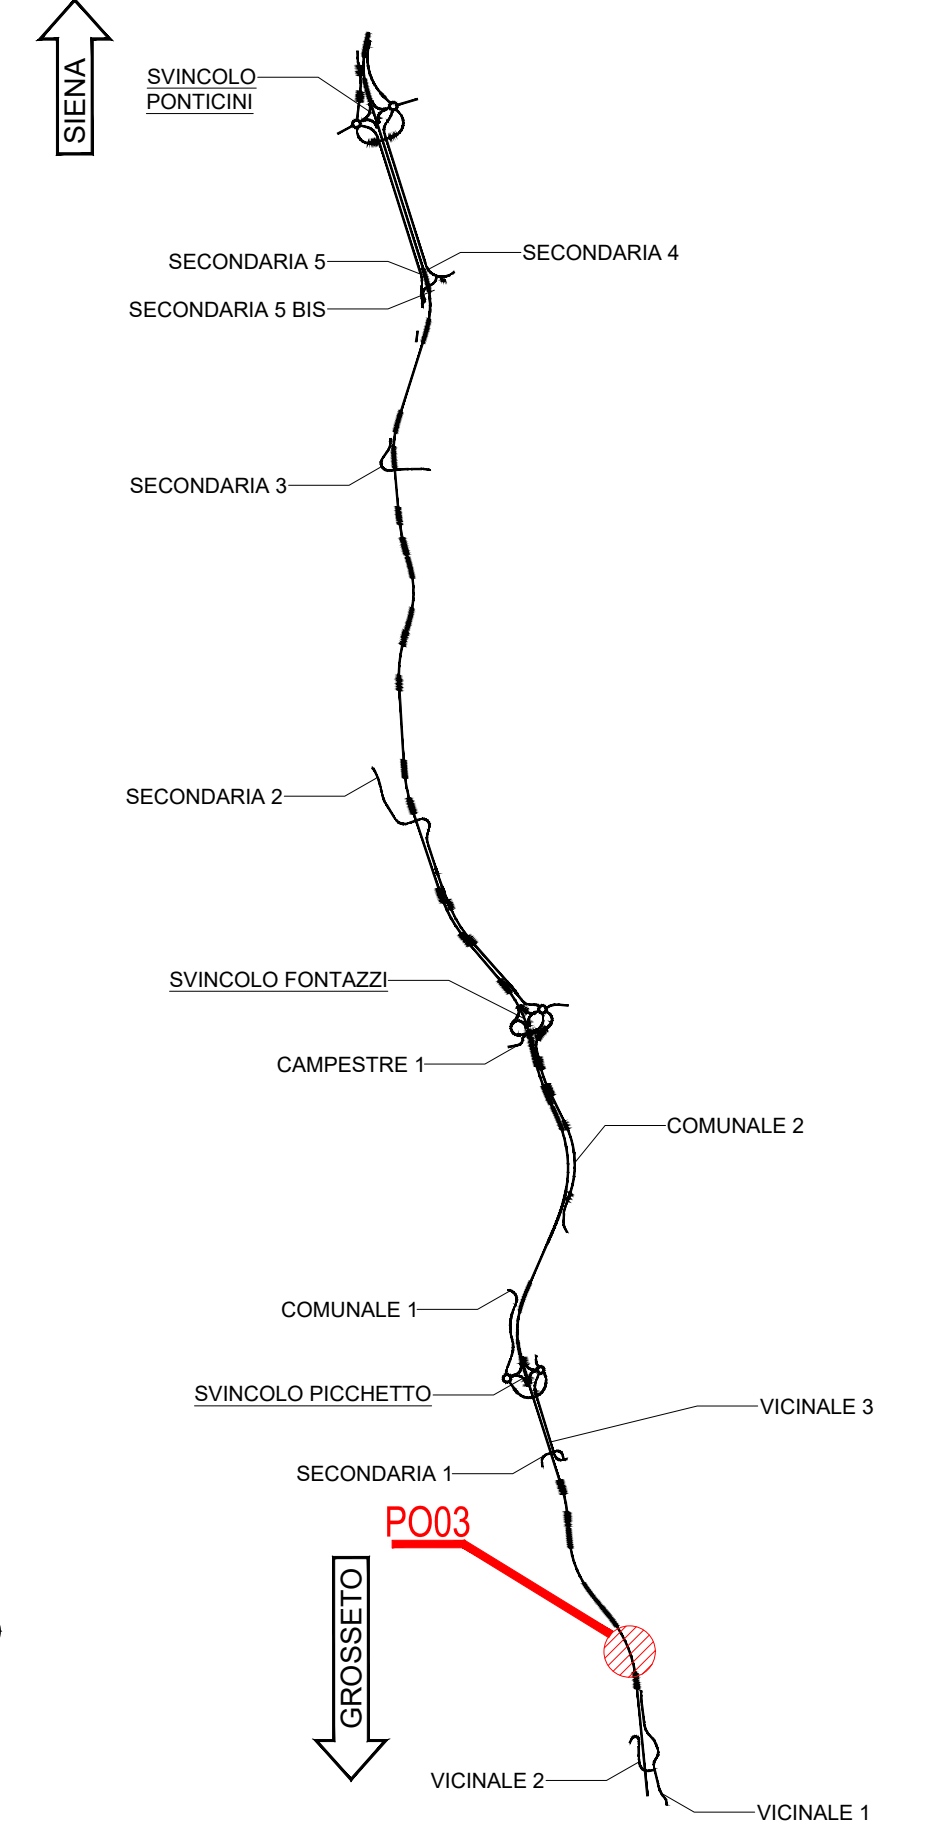 SIENA
SVINCOLO
PONTICINI
SECONDARIA 4
SECONDARIA 5
SECONDARIA 5 BIS
SECONDARIA 3
SECONDARIA 2
SVINCOLO FONTAZZI
CAMPESTRE 1
COMUNALE 2
COMUNALE 1
SVINCOLO PICCHETTO
VICINALE 3
SECONDARIA 1
PO03
GROSSETO
VICINALE 2
VICINALE 1